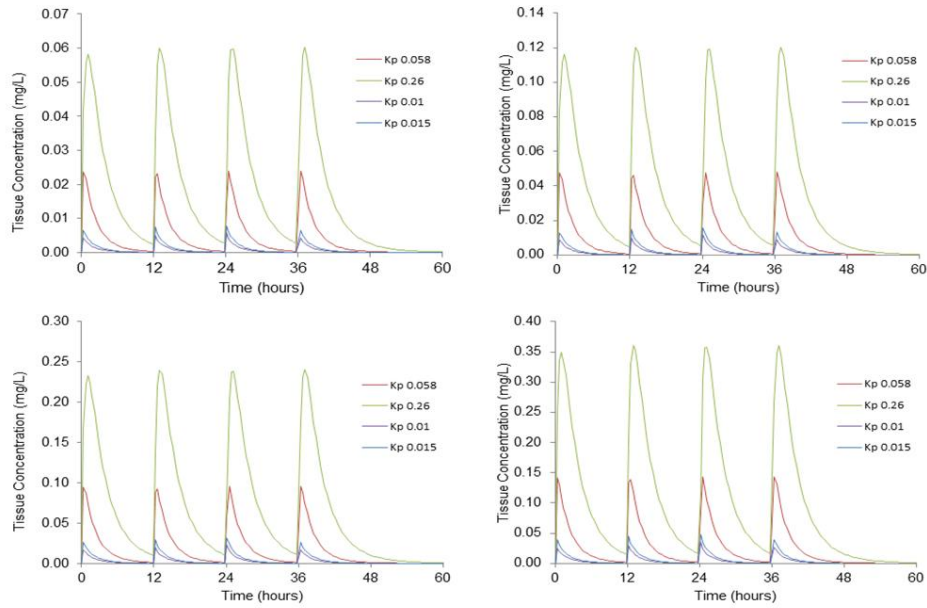 0.07
0.06
0.05
0.04
0.03
0.02
0.01
0.00
Tissue Concentration (mg/L)
Kp 0.058
Kp 0.26
Kp 0.01
Kp 0.015
0 12 24 36 48 60
Time (hours)
0.14
0.12
0.10
0.08
0.06
0.04
0.02
0.00
Tissue Concentration (mg/L)
Kp 0.058
Kp 0.26
Kp 0.01
Kp 0.015
0 12 24 36 48 60
Time (hours)
0.30
0.25
0.20
0.15
0.10
0.05
0.00
Tissue Concentration (mg/L)
Kp 0.058
Kp 0.26
Kp 0.01
Kp 0.015
0 12 24 36 48 60
Time (hours)
0.40
0.35
0.30
0.25
0.20
0.15
0.10
0.05
0.00
Tissue Concentration (mg/L)
Kp 0.058
Kp 0.26
Kp 0.01
Kp 0.015
0 12 24 36 48 60
Time (hours)